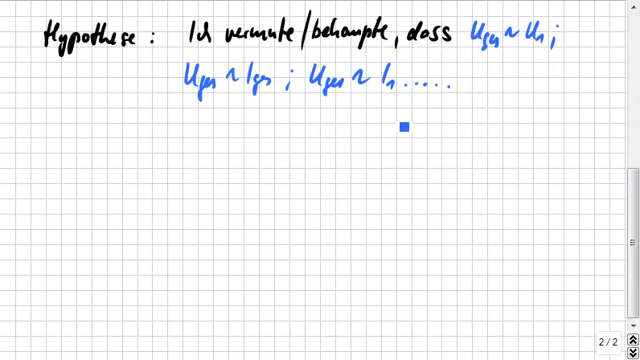 Hypothese: Ich vermute/behaupte, dass Uges ~ U1;
Uges ~ Iges; Uges ~ I1.....
2/2